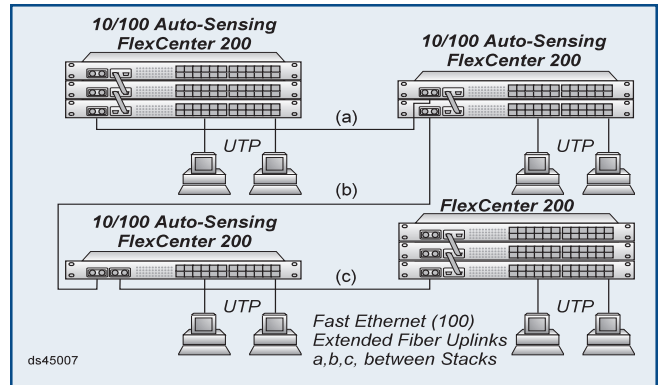 10/100 Auto-Sensing
FlexCenter 200
10/100 Auto-Sensing
FlexCenter 200
(a)
UTP
UTP
(b)
10/100 Auto-Sensing
FlexCenter 200
FlexCenter 200
(c)
UTP
UTP
Fast Ethernet (100)
Extended Fiber Uplinks
a,b,c, between Stacks
ds45007